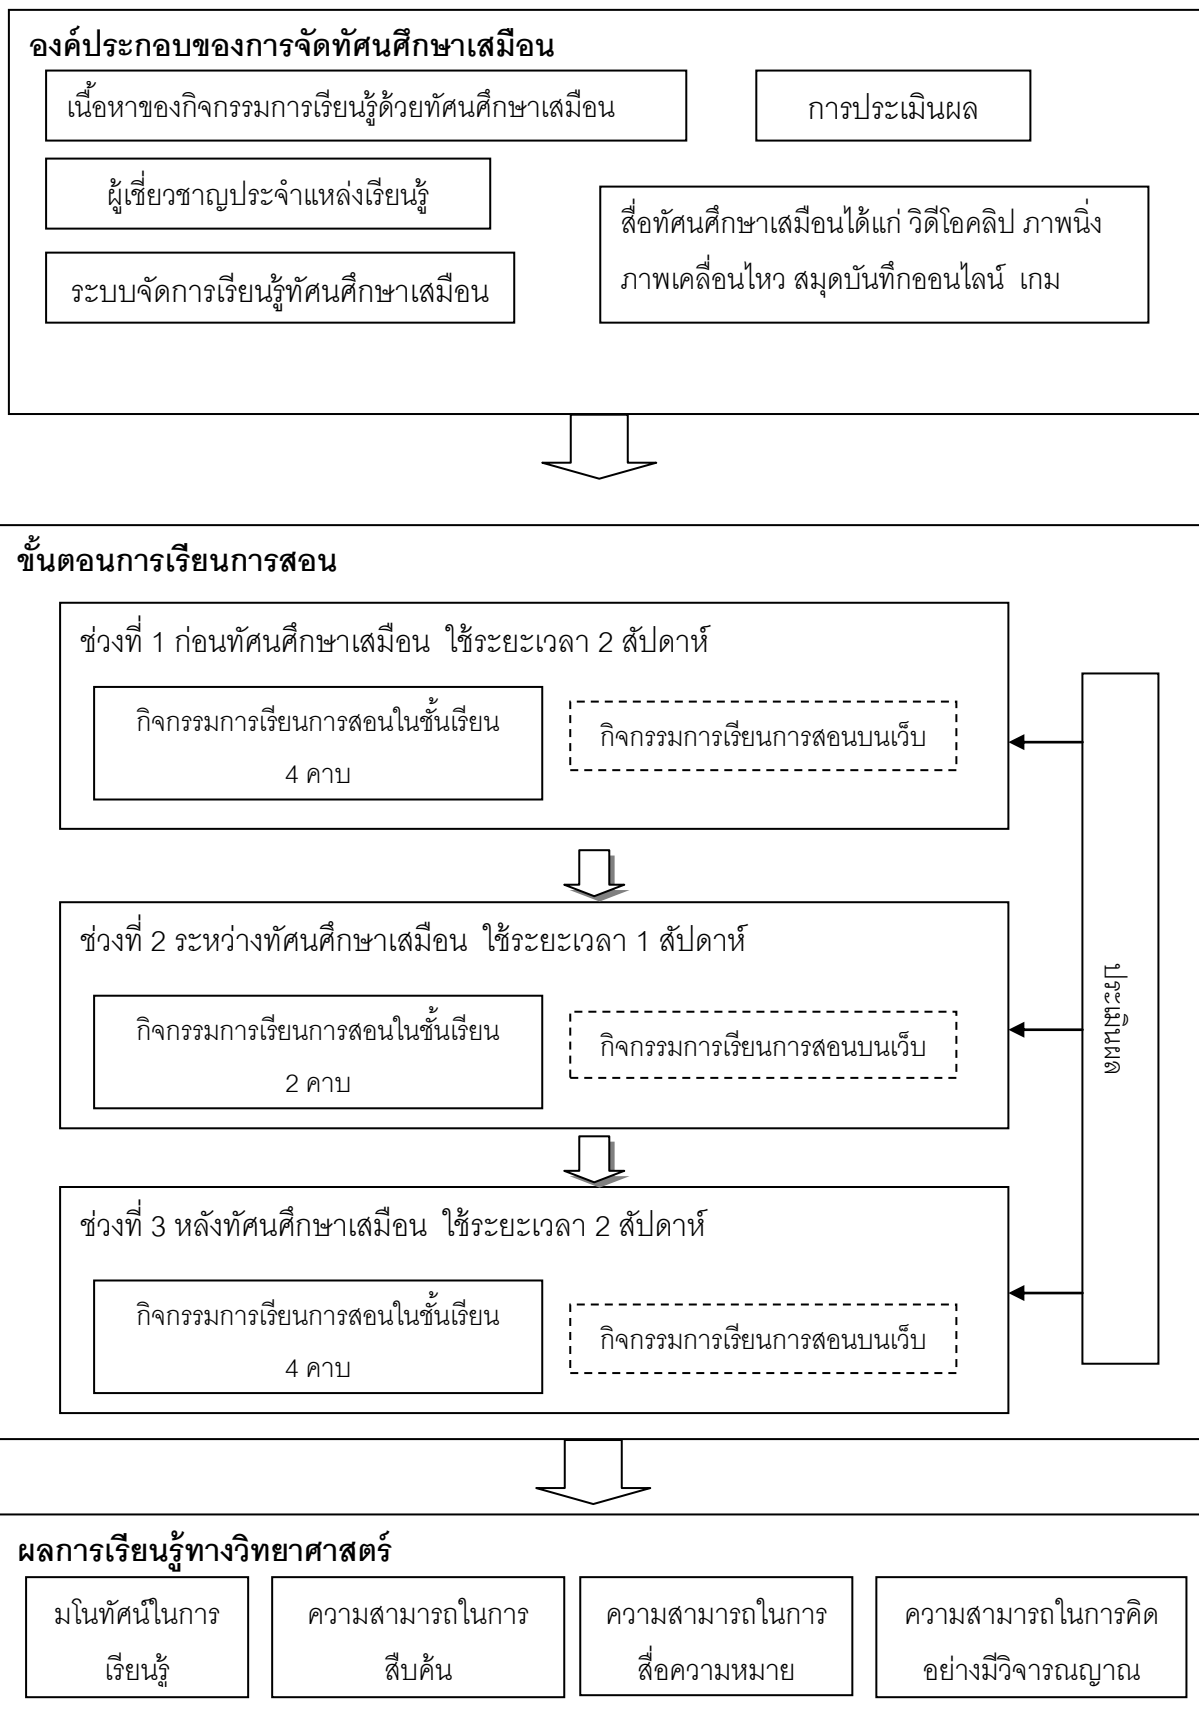 องค์ประกอบของการจัดทัศนศึกษาเสมือน
เนื้อหาของกิจกรรมการเรียนรู้ด้วยทัศนศึกษาเสมือน
การประเมินผล
ผู้เชี่ยวชาญประจำแหล่งเรียนรู้
สื่อทัศนศึกษาเสมือนได้แก่ วิดีโอคลิป ภาพนิ่ง
ภาพเคลื่อนไหว สมุดบันทึกออนไลน์ เกม
ระบบจัดการเรียนรู้ทัศนศึกษาเสมือน
ขั้นตอนการเรียนการสอน
ช่วงที่ 1 ก่อนทัศนศึกษาเสมือน ใช้ระยะเวลา 2 สัปดาห์
กิจกรรมการเรียนการสอนในชั้นเรียน
4 คาบ
กิจกรรมการเรียนการสอนบนเว็บ
ช่วงที่ 2 ระหว่างทัศนศึกษาเสมือน ใช้ระยะเวลา 1 สัปดาห์
กิจกรรมการเรียนการสอนในชั้นเรียน
2 คาบ
กิจกรรมการเรียนการสอนบนเว็บ
ช่วงที่ 3 หลังทัศนศึกษาเสมือน ใช้ระยะเวลา 2 สัปดาห์
กิจกรรมการเรียนการสอนในชั้นเรียน
4 คาบ
กิจกรรมการเรียนการสอนบนเว็บ
ประเมินผล
ผลการเรียนรู้ทางวิทยาศาสตร์
มโนทัศน์ในการ
เรียนรู้
ความสามารถในการ
สืบค้น
ความสามารถในการ
สื่อความหมาย
ความสามารถในการคิด
อย่างมีวิจารณญาณ